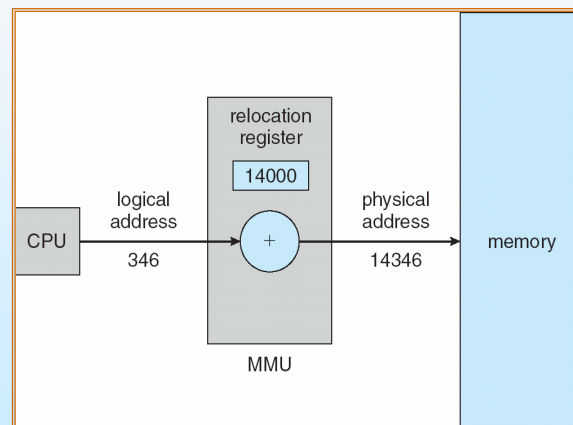 relocation
register
14000
logical
address
346
CPU
+
physical
address
14346
memory
MMU